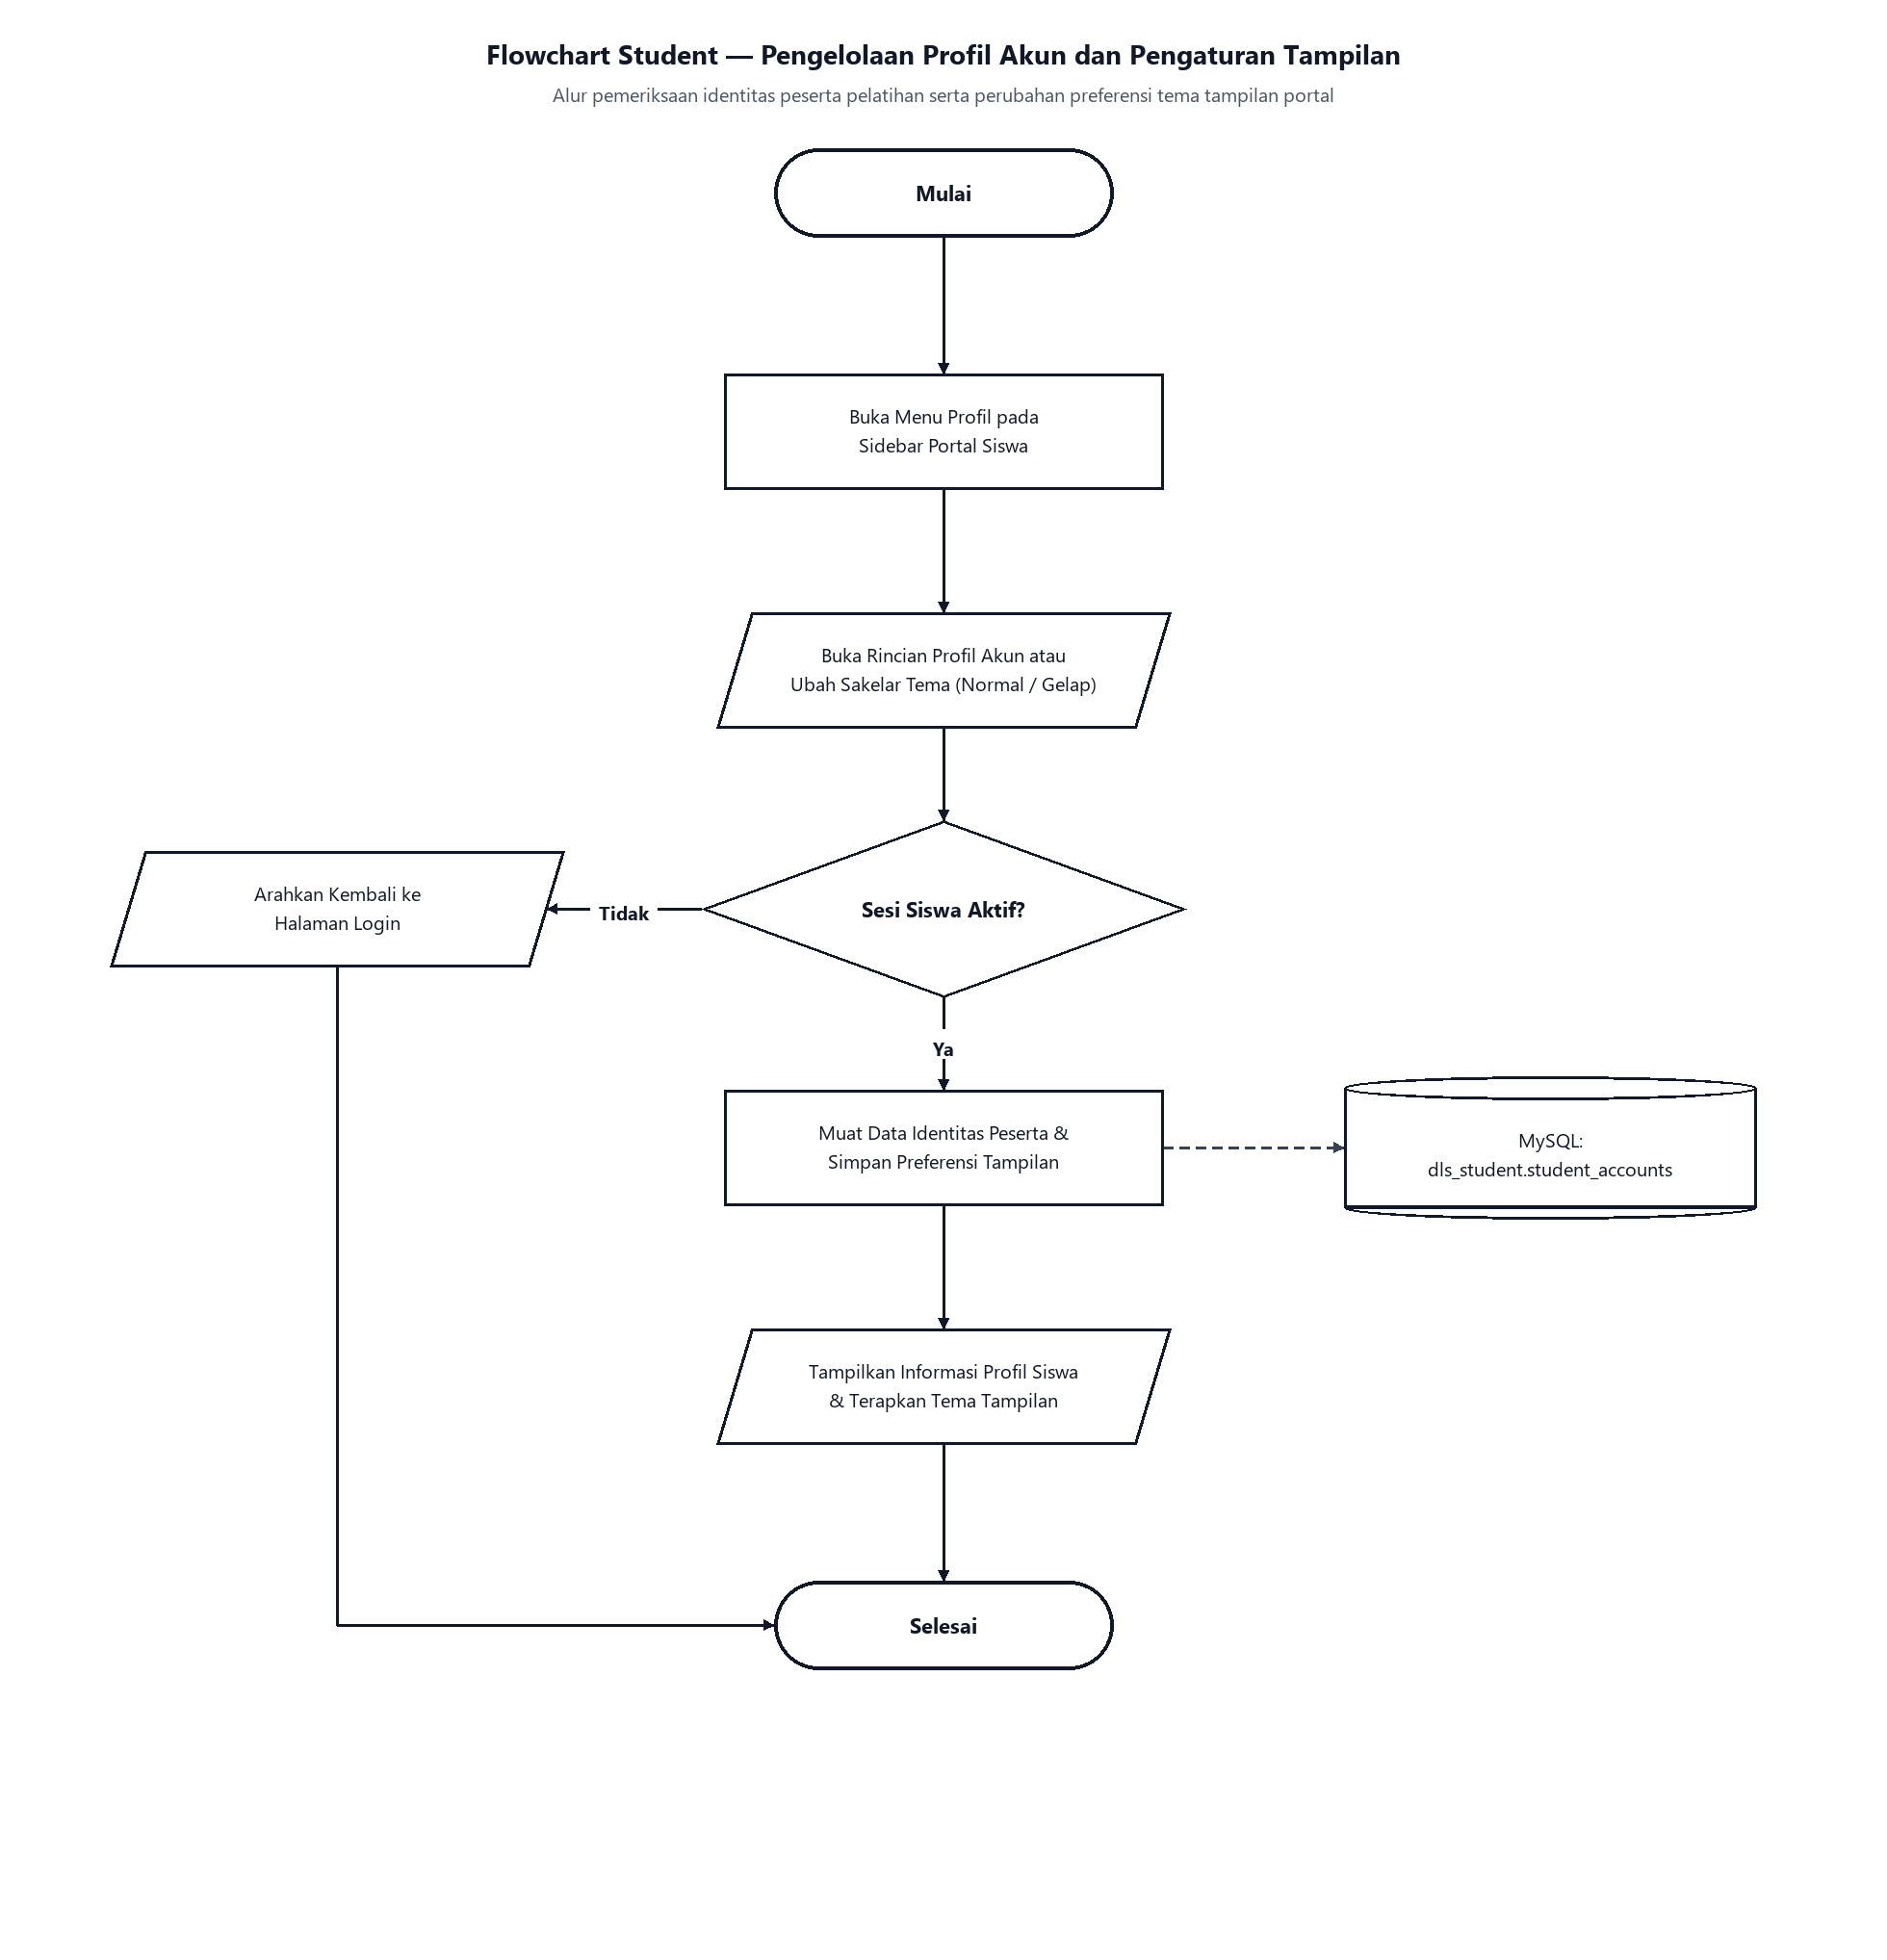 Flowchart Student — Pengelolaan Profil Akun dan Pengaturan Tampilan
Alur pemeriksaan identitas peserta pelatihan serta perubahan preferensi tema tampilan portal
Mulai
Buka Menu Profil pada
Sidebar Portal Siswa
Buka Rincian Profil Akun atau
Ubah Sakelar Tema (Normal / Gelap)
Sesi Siswa Aktif?
Tidak
Arahkan Kembali ke
Halaman Login
Ya
Muat Data Identitas Peserta &
Simpan Preferensi Tampilan
MySQL:
dls_student.student_accounts
Tampilkan Informasi Profil Siswa
& Terapkan Tema Tampilan
Selesai